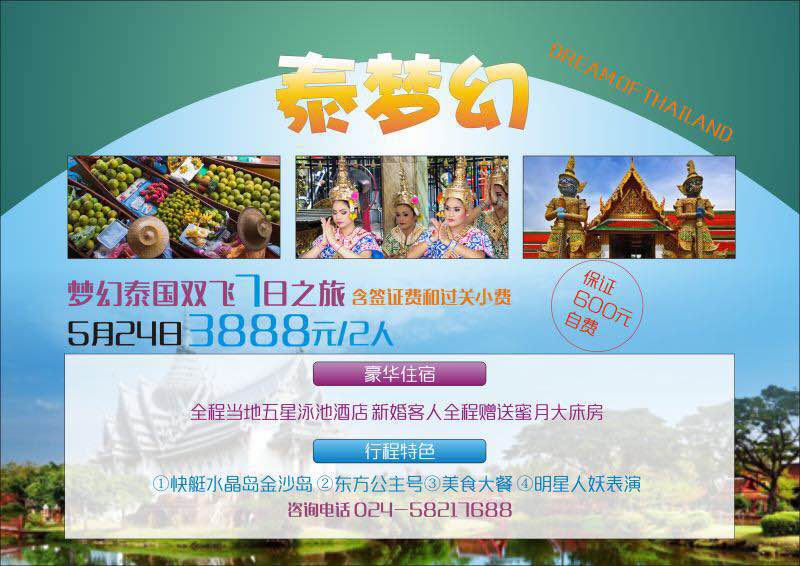 泰梦幻
DREAM OF THAILAND
梦幻泰国双飞7日之旅 含签证费和过关小费
5月24日 3888元/2人
保证
600元
自费
豪华住宿
全程当地五星泳池酒店 新婚客人全程赠送蜜月大床房
行程特色
①快艇水晶岛金沙岛 ②东方公主号③美食大餐 ④明星人妖表演
咨询电话 024-58217688